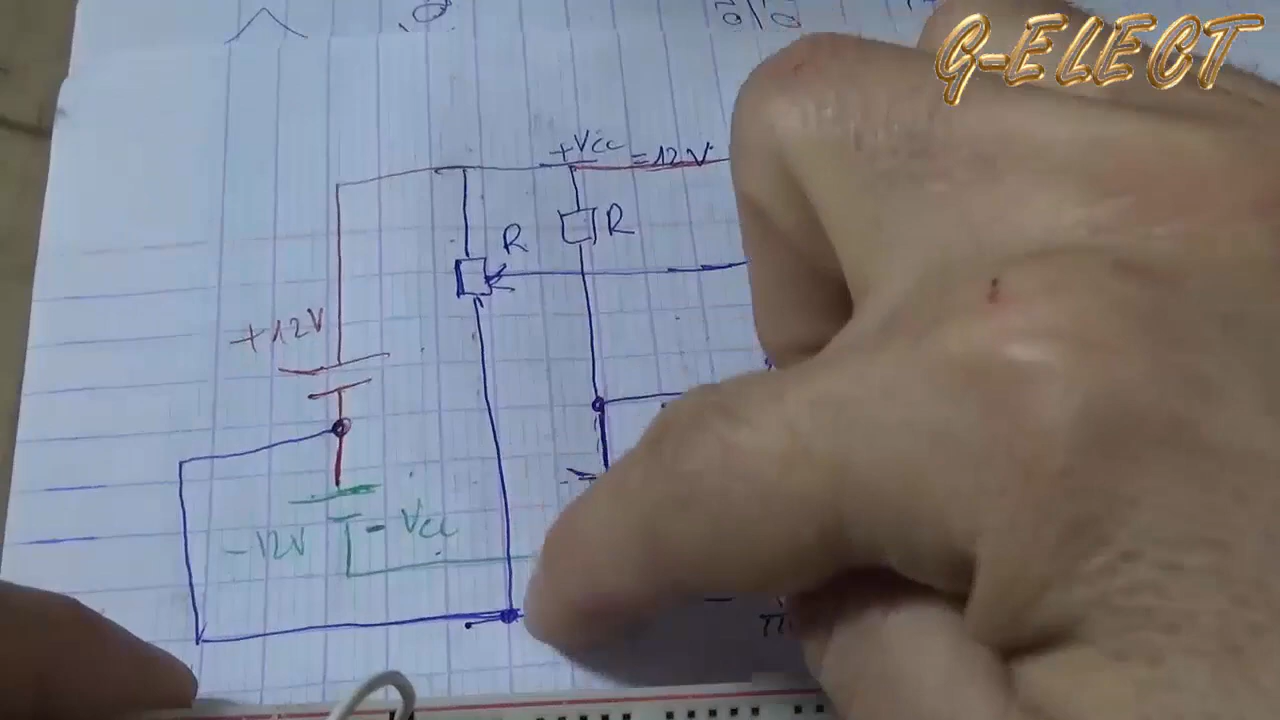 G-ELECT
+Vcc = 12V
R
R
+12V
-Vcc
-12V